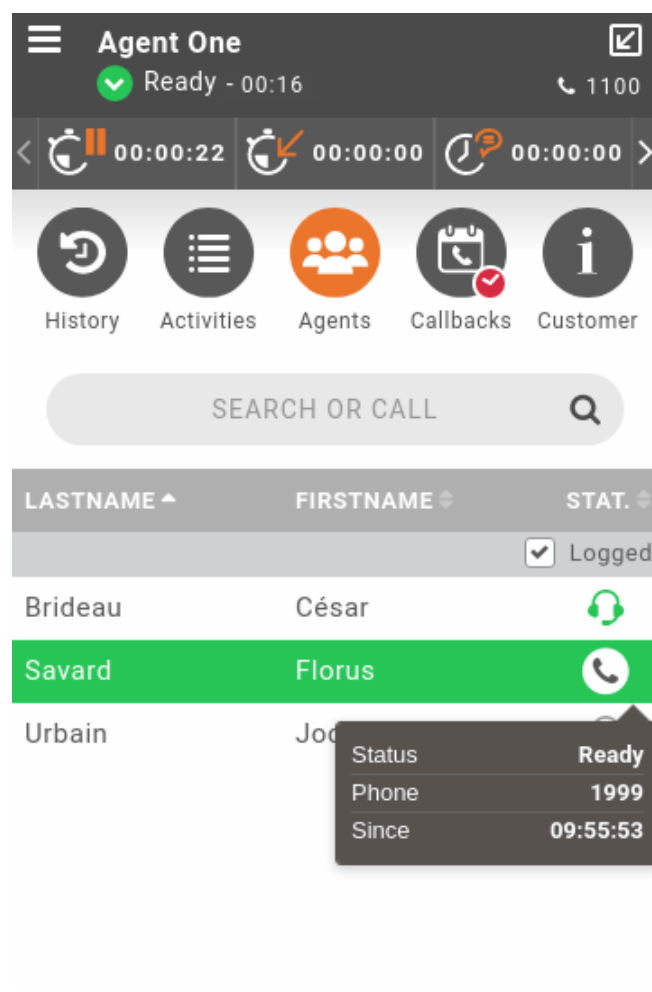 Agent One
Ready - 00:16
1100
00:00:22 00:00:00 00:00:00
History Activities Agents Callbacks Customer
SEARCH OR CALL
LASTNAME FIRSTNAME STAT.
Logged
Brideau César
Savard Florus
Urbain
Status Ready
Phone 1999
Since 09:55:53